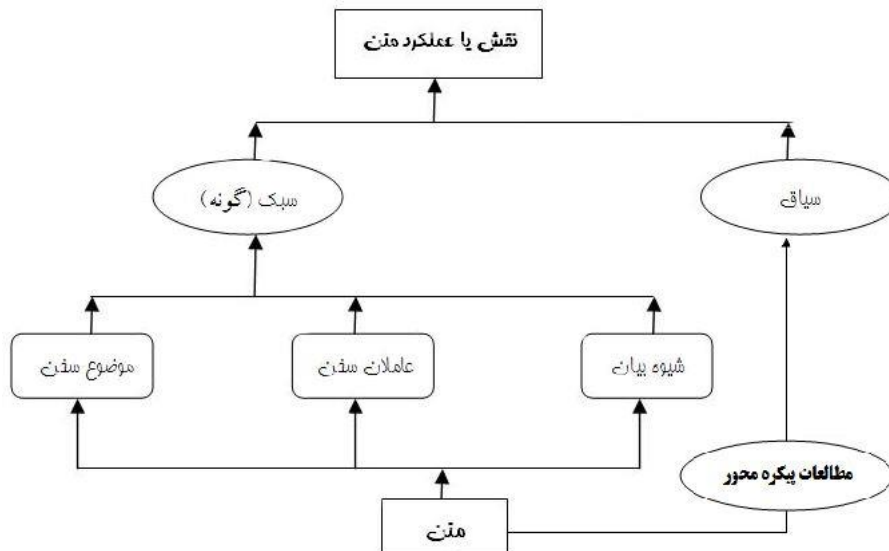 نقش یا عملکرد متن
سیاق
سبک (گونه)
شیوه بیان
عاملان سخن
موضوع سخن
مطالعات پیکره محور
متن